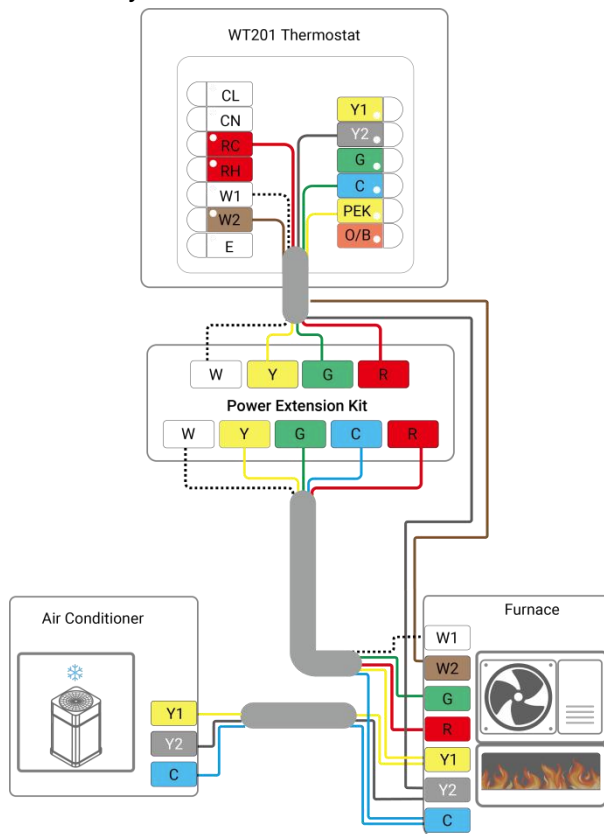 WT201 Thermostat
CL
CN
RC
RH
W1
W2
E
Y1
Y2
G
C
PEK
O/B
W Y G R
Power Extension Kit
W Y G C R
Air Conditioner
Y1
Y2
C
Furnace
W1
W2
G
R
Y1
Y2
C